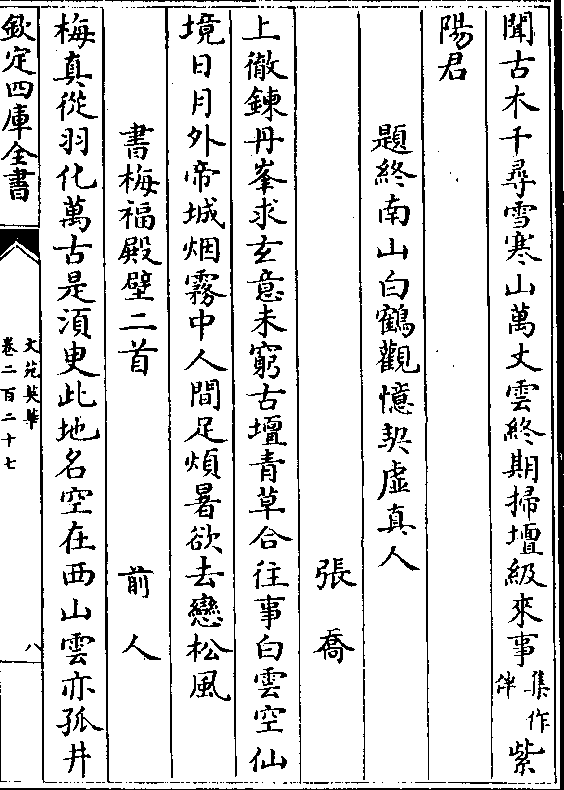 聞古木千尋雪寒山萬丈雲終期掃壇級來事集作伴紫
陽君
題終南山白鶴觀憶契虛真人
張喬
上徹鍊丹峯求玄意未窮古壇青草合往事白雲空仙
境日月外帝城烟霧中人間足煩暑欲去戀松風
書梅福殿壁二首
前人
梅真從羽化萬古是湏臾此地名空在西山雲亦孤井
欽定四庫全書
文苑英華
卷二百二十七
八